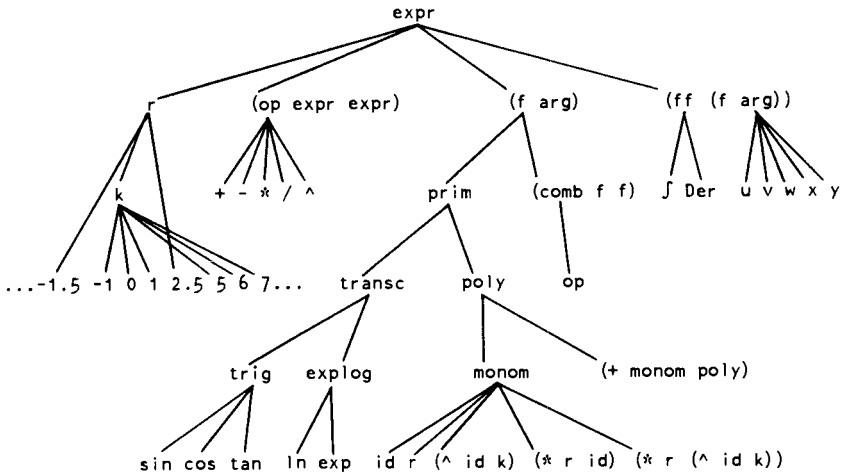 expr
r (op expr expr) (f arg) (ff (f arg))
k + - * / ^ prim (comb f f) ∫ Der u v w x y
...-1.5 -1 0 1 2.5 5 6 7... transc poly op
trig explog monom (+ monom poly)
sin cos tan ln exp id r (^ id k) (* r id) (* r (^ id k))